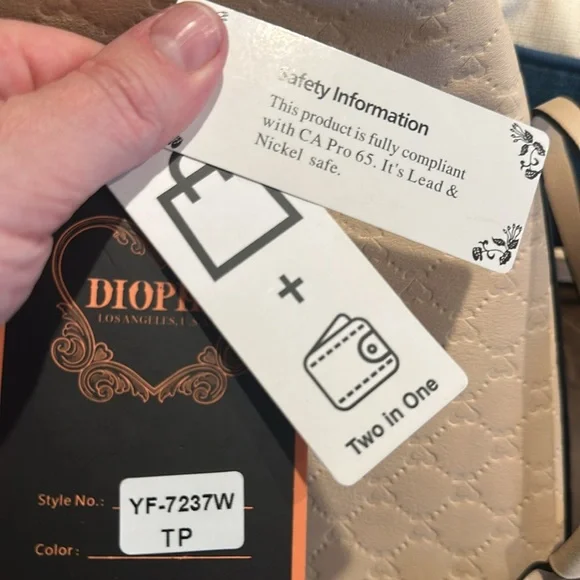 Safety Information
This product is fully compliant
with CA Pro 65. It's Lead &
Nickel safe.
Two in One
LOS ANGELES,
Style No.: YF-7237W
TP
Color: